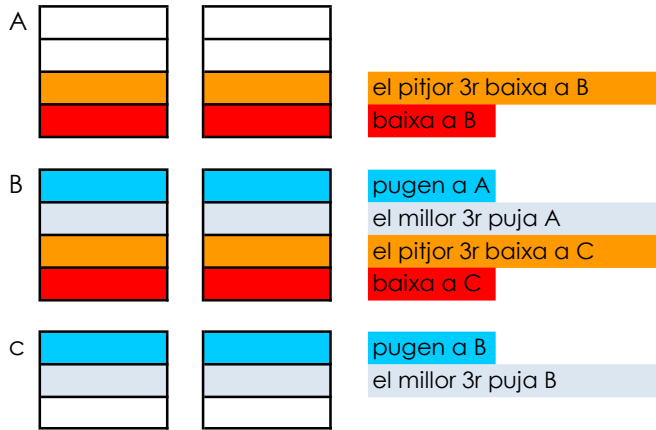 A
el pitjor 3r baixa a B
baixa a B
B
pugen a A
el millor 3r puja A
el pitjor 3r baixa a C
baixa a C
C
pugen a B
el millor 3r puja B